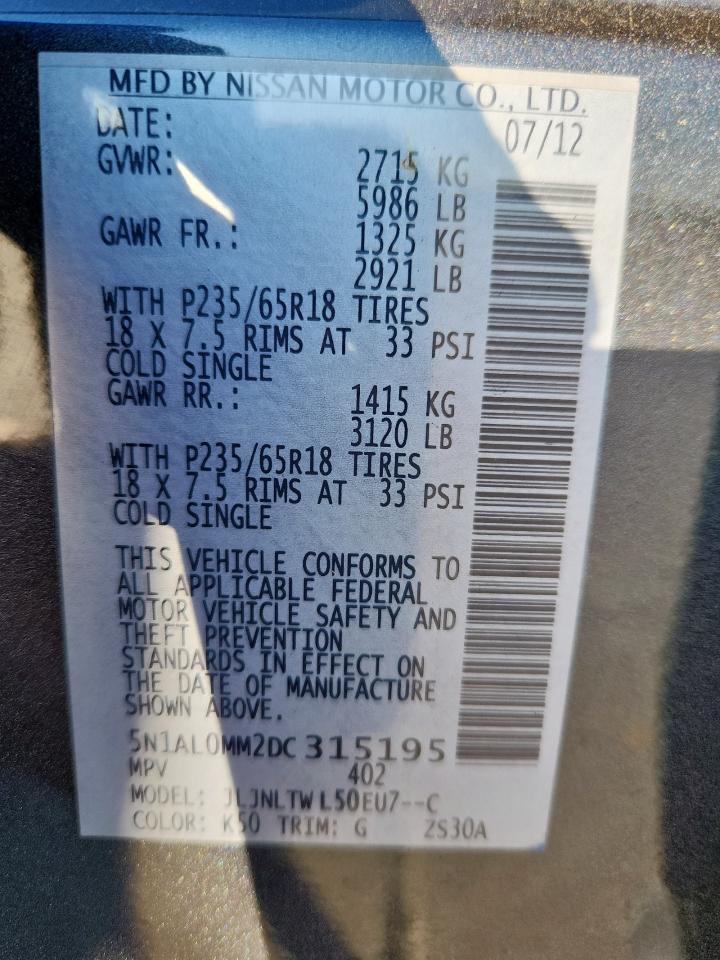 MFD BY NISSAN MOTOR CO., LTD.
DATE: 07/12
GVWR: 2715 KG
5986 LB
GAWR FR.: 1325 KG
2921 LB
WITH P235/65R18 TIRES
18 X 7.5 RIMS AT 33 PSI
COLD SINGLE
GAWR RR.: 1415 KG
3120 LB
WITH P235/65R18 TIRES
18 X 7.5 RIMS AT 33 PSI
COLD SINGLE
THIS VEHICLE CONFORMS TO
ALL APPLICABLE FEDERAL
MOTOR VEHICLE SAFETY AND
THEFT PREVENTION
STANDARDS IN EFFECT ON
THE DATE OF MANUFACTURE
SHOWN ABOVE.
5N1AL0MM2DC 315195
MPV 402
MODEL: JLJNLTW L50EU7--C
COLOR: K50 TRIM: G ZS30A